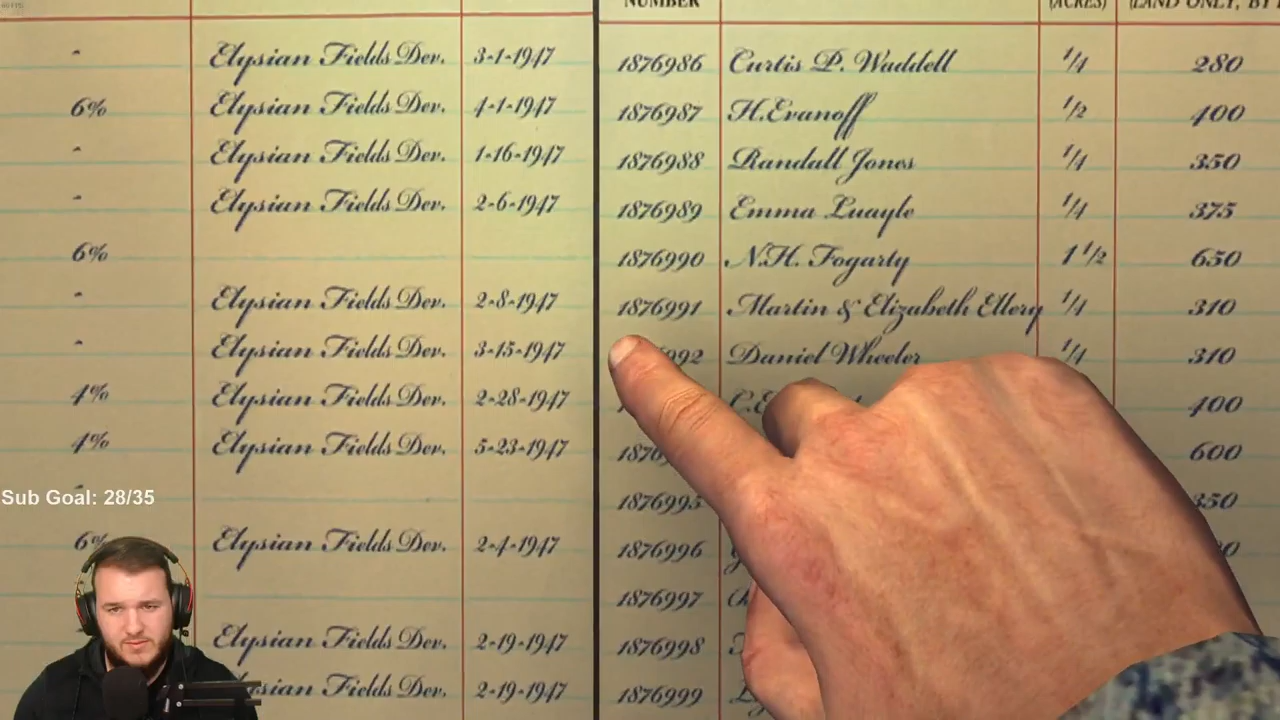 NUMBER (ACRES) (LAND ONLY, BY
Elysian Fields Dev. 3-1-1947 1876986 Curtis P. Waddell 1/4 280
6% Elysian Fields Dev. 4-1-1947 1876987 H.Evanoff 1/2 400
Elysian Fields Dev. 1-16-1947 1876988 Randall Jones 1/4 350
Elysian Fields Dev. 2-6-1947 1876989 Emma Luayle 1/4 375
6% 1876990 N.H. Fogarty 1 1/2 650
Elysian Fields Dev. 2-8-1947 1876991 Martin & Elizabeth Ellery 1/4 310
Elysian Fields Dev. 3-15-1947 992 Daniel Wheeler 1/4 310
4% Elysian Fields Dev. 2-28-1947 400
4% Elysian Fields Dev. 5-23-1947 600
1876995 350
Sub Goal: 28/35
Elysian Fields Dev. 2-4-1947 1876996
1876997
Elysian Fields Dev. 2-19-1947 1876998
Fields Dev. 2-19-1947 1876999